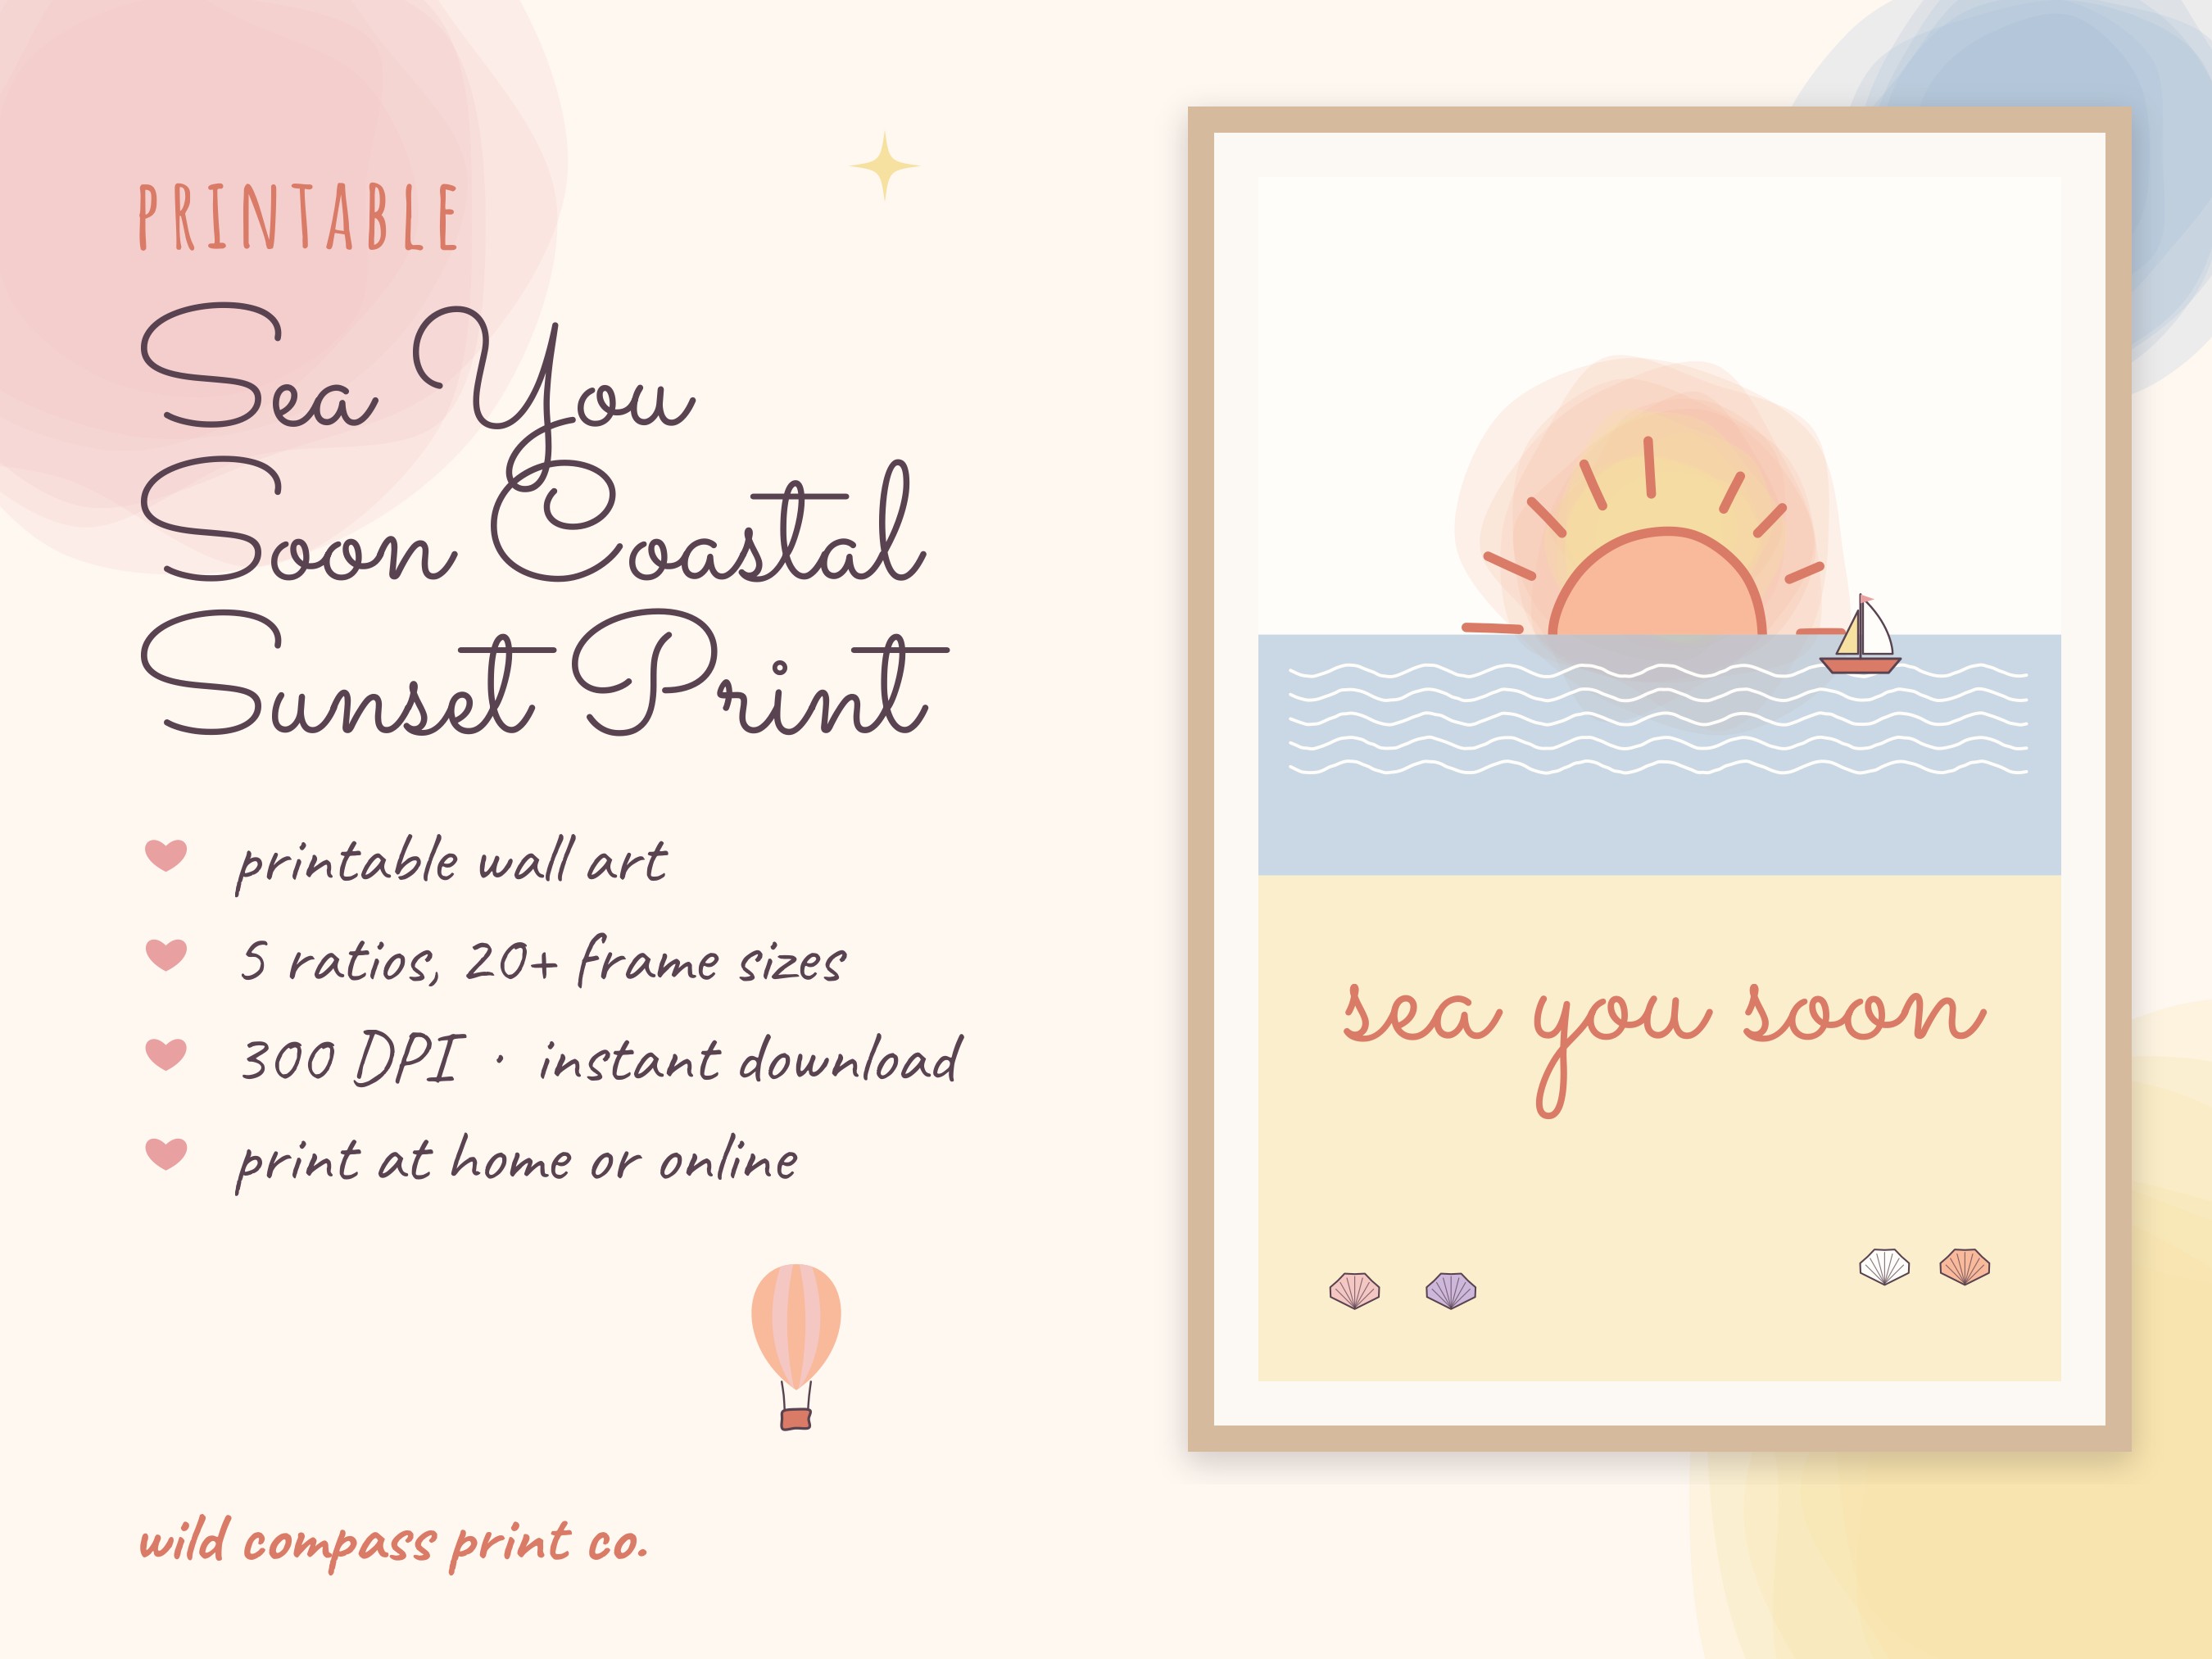 PRINTABLE
Sea You
Soon Coastal
Sunset Print
printable wall art
5 ratios, 20+ frame sizes
300 DPI · instant download
print at home or online
wild compass print co.
sea you soon